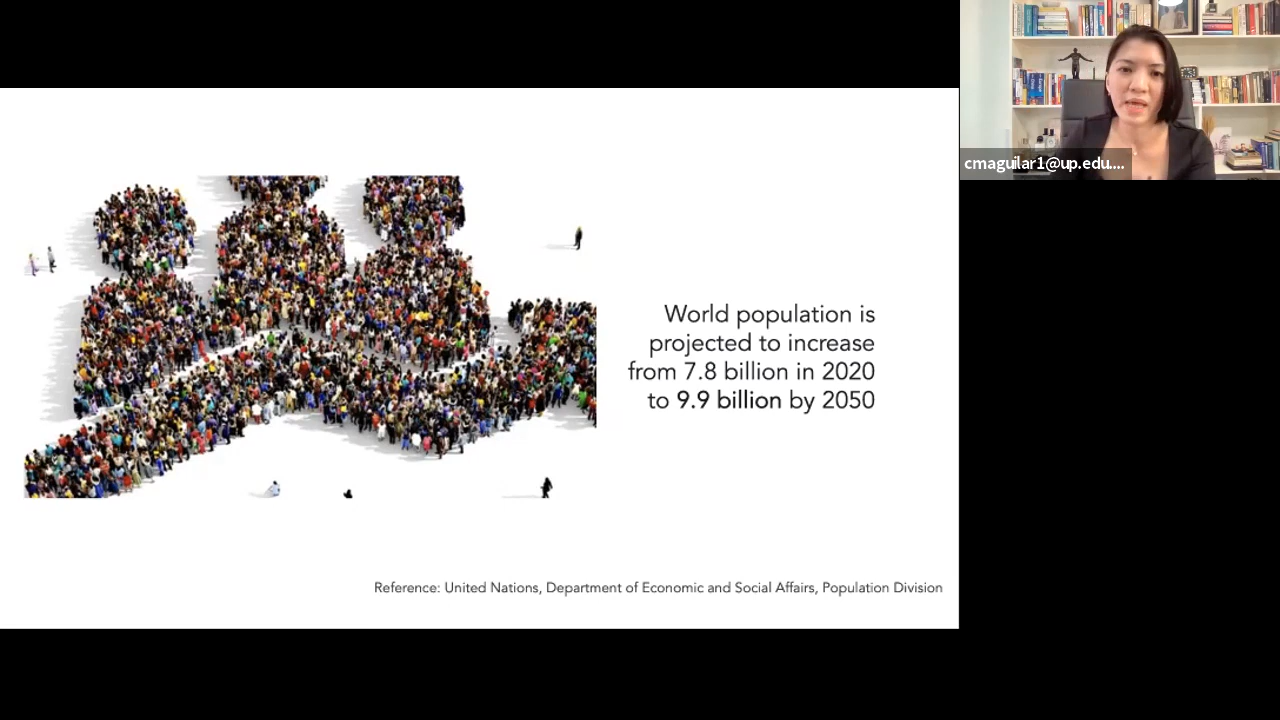 cmaguilar1@up.edu....
World population is
projected to increase
from 7.8 billion in 2020
to 9.9 billion by 2050
Reference: United Nations, Department of Economic and Social Affairs, Population Division